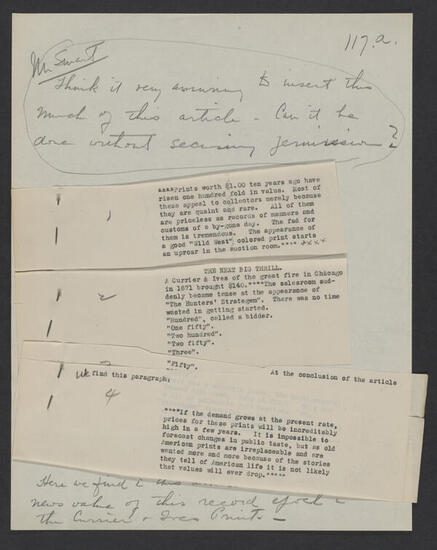 117.a.
Mr Swart
Think it very amusing to insert this
much of this article - Can it be
done without securing permission?
****Prints worth $1.00 ten years ago have
risen one hundred fold in value. Most of
these appeal to collectors merely because
they are quaint and rare. All of them
are priceless as records of manners and
customs of a by-gone day. The fad for
them is tremendous. The appearance of
a good "Wild West" colored print starts
an uproar in the auction room.**** ****
THE NEXT BIG THRILL.
2
A Currier & Ives of the great fire in Chicago
in 1871 brought $140.****The salesroom sud-
denly became tense at the appearance of
"The Hunters' Strategem". There was no time
wasted in getting started.
"Hundred", called a bidder.
"One fifty".
"Two hundred".
"Two fifty".
"Three".
"Fifty".
At the conclusion of the article
we find this paragraph:
4
****If the demand grows at the present rate,
prices for these prints will be incredibly
high in a few years. It is impossible to
forecast changes in public taste, but as old
American prints are irreplaceable and are
wanted more and more because of the stories
they tell of American life it is not likely
that values will ever drop.*****
Here we find
news value of this record
the Currier & Ives Prints -